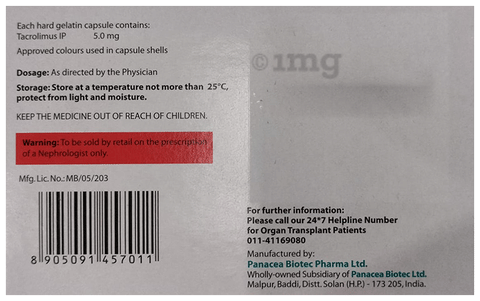 Each hard gelatin capsule contains:
Tacrolimus IP 5.0 mg
Approved colours used in capsule shells
Dosage: As directed by the Physician
Storage: Store at a temperature not more than 25°C,
protect from light and moisture.
KEEP THE MEDICINE OUT OF REACH OF CHILDREN.
Warning: To be sold by retail on the prescription
of a Nephrologist only.
Mfg. Lic. No.: MB/05/203
8 905091 457011
©1mg
For further information:
Please call our 24*7 Helpline Number
for Organ Transplant Patients
011-41169080
Manufactured by:
Panacea Biotec Pharma Ltd.
Wholly-owned Subsidiary of Panacea Biotec Ltd.
Malpur, Baddi, Distt. Solan (H.P.) - 173 205, India.